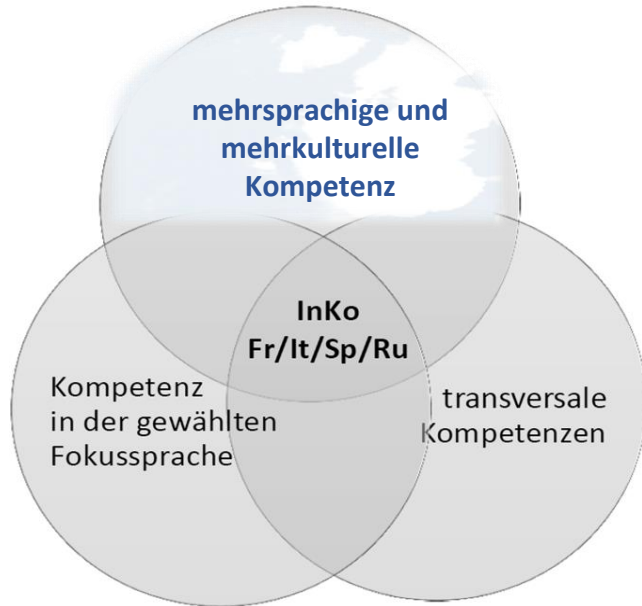 mehrsprachige und
mehrkulturelle
Kompetenz
InKo
Fr/It/Sp/Ru
Kompetenz
in der gewählten
Fokussprache
transversale
Kompetenzen